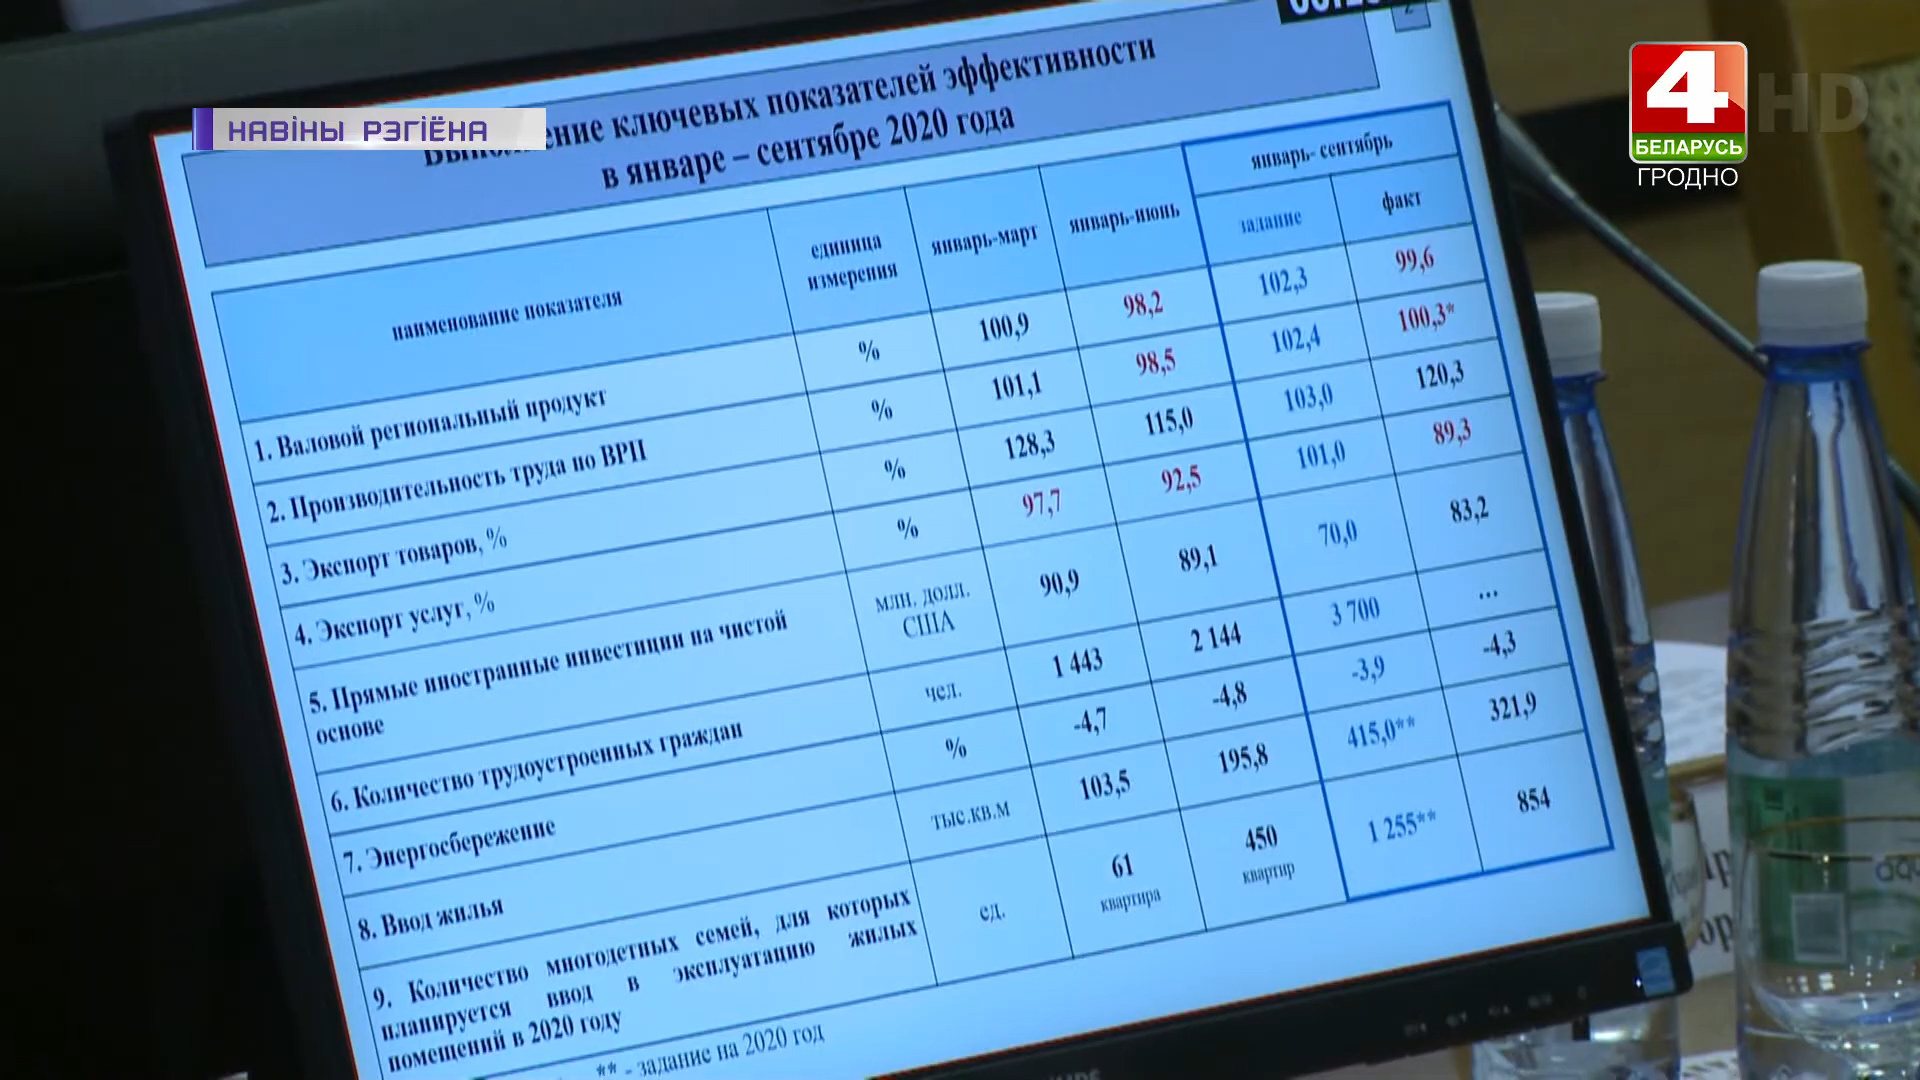 4 HD
БЕЛАРУСЬ
ГРОДНО
НАВІНЫ РЭГІЁНА
ключевых показателей эффективности
в январе – сентябре 2020 года
наименование показателя
единица
измерения
январь-март
январь-июнь
январь- сентябрь
задание
факт
1. Валовой региональный продукт % 100,9 98,2 102,3 99,6
2. Производительность труда по ВРП % 101,1 98,5 102,4 100,3*
3. Экспорт товаров, % % 128,3 115,0 103,0 120,3
4. Экспорт услуг, % % 97,7 92,5 101,0 89,3
5. Прямые иностранные инвестиции на чистой
основе
млн. долл.
США
90,9 89,1 70,0 83,2
6. Количество трудоустроенных граждан чел. 1 443 2 144 3 700 ...
7. Энергосбережение % -4,7 -4,8 -3,9 -4,3
8. Ввод жилья тыс.кв.м 103,5 195,8 415,0** 321,9
9. Количество многодетных семей, для которых
планируется ввод в эксплуатацию жилых
помещений в 2020 году
ед.
61
квартира
450
квартир
1 255** 854
** - задание на 2020 год